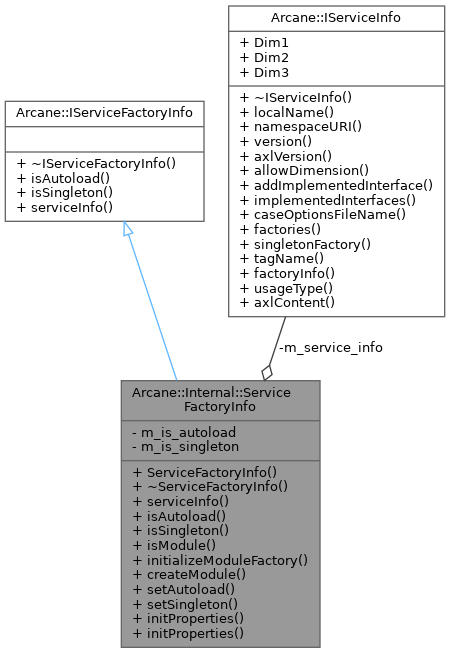 Arcane::IServiceInfo
+ Dim1
+ Dim2
+ Dim3
+ ~IServiceInfo()
+ localName()
+ namespaceURI()
+ version()
+ axlVersion()
+ allowDimension()
+ addImplementedInterface()
+ implementedInterfaces()
+ caseOptionsFileName()
+ factories()
+ singletonFactory()
+ tagName()
+ factoryInfo()
+ usageType()
+ axlContent()
Arcane::IServiceFactoryInfo
+ ~IServiceFactoryInfo()
+ isAutoload()
+ isSingleton()
+ serviceInfo()
-m_service_info
Arcane::Internal::Service
FactoryInfo
- m_is_autoload
- m_is_singleton
+ ServiceFactoryInfo()
+ ~ServiceFactoryInfo()
+ serviceInfo()
+ isAutoload()
+ isSingleton()
+ isModule()
+ initializeModuleFactory()
+ createModule()
+ setAutoload()
+ setSingleton()
+ initProperties()
+ initProperties()